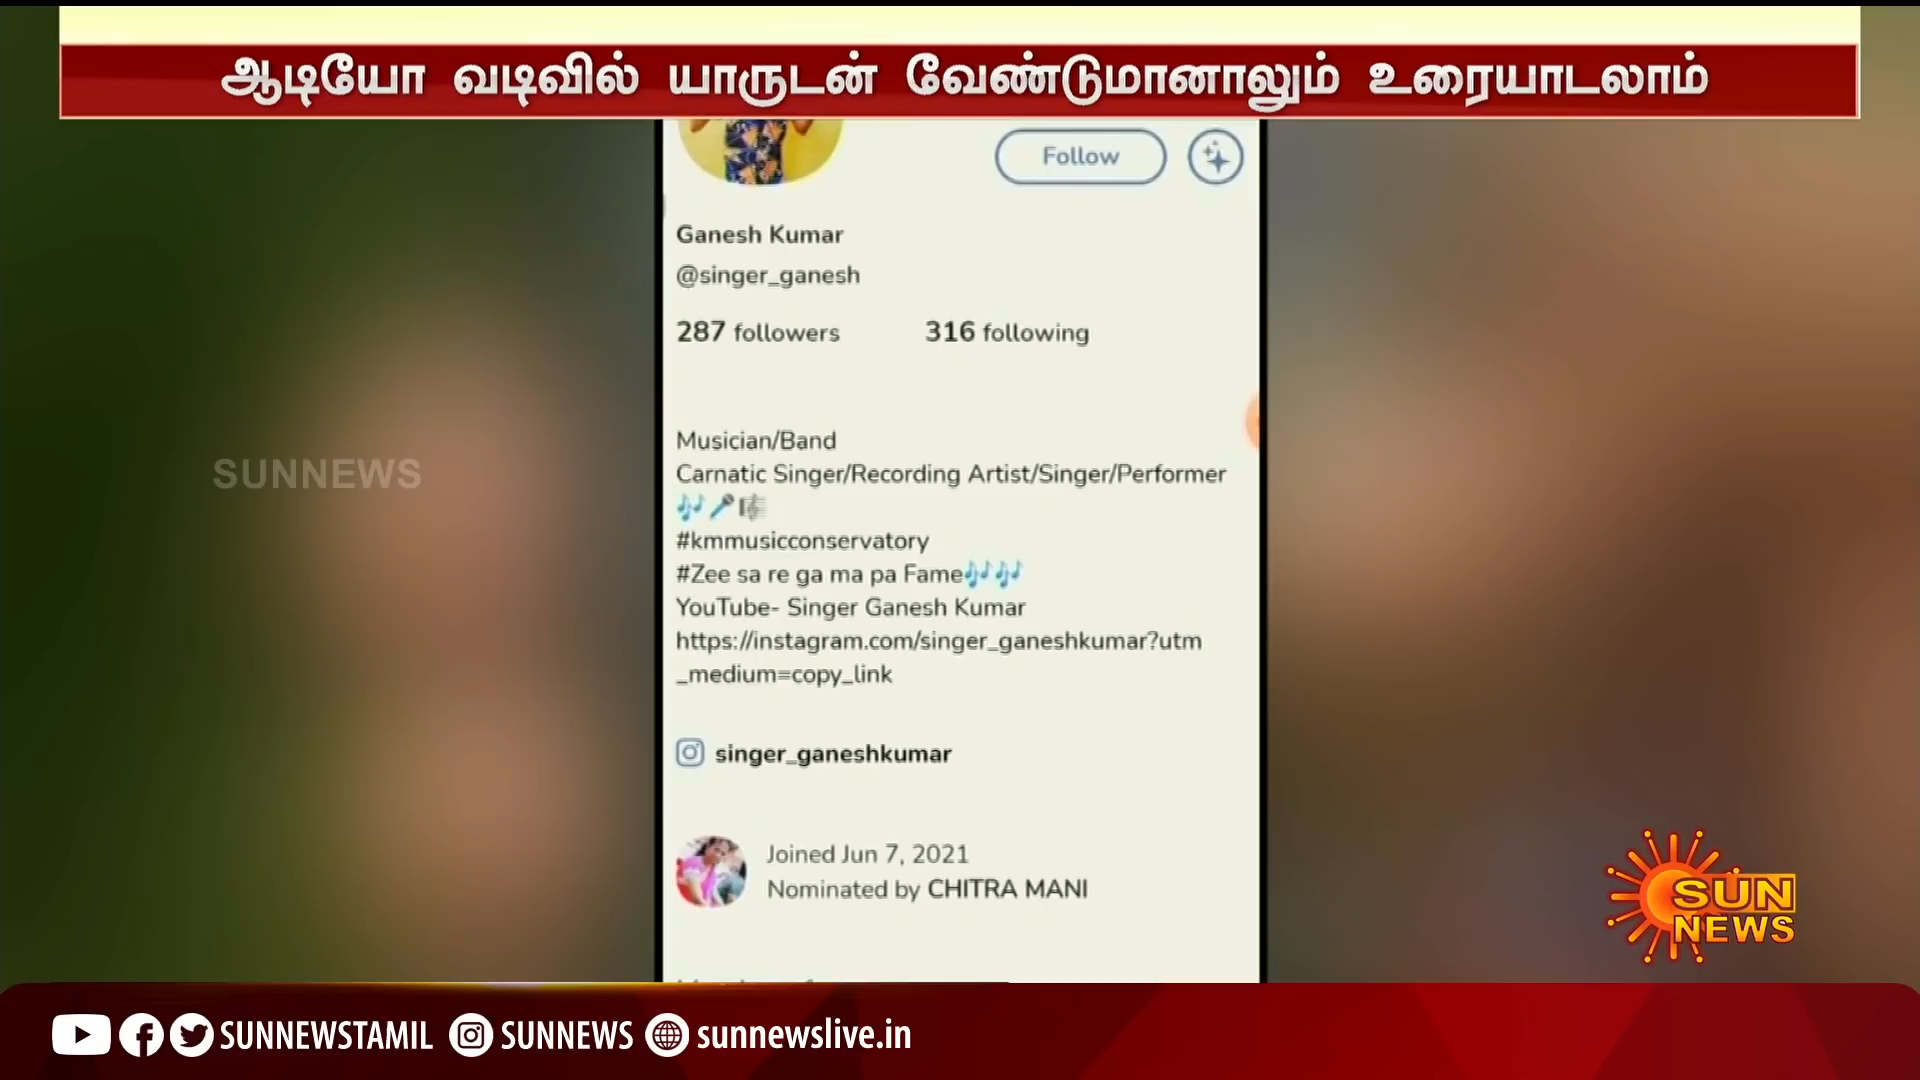 ஆடியோ வடிவில் யாருடன் வேண்டுமானாலும் உரையாடலாம்
Follow
Ganesh Kumar
@singer_ganesh
287 followers 316 following
Musician/Band
Carnatic Singer/Recording Artist/Singer/Performer
🎶🎤🎼
#kmmusicconservatory
#Zee sa re ga ma pa Fame🎶🎶
YouTube- Singer Ganesh Kumar
https://instagram.com/singer_ganeshkumar?utm
_medium=copy_link
singer_ganeshkumar
Joined Jun 7, 2021
Nominated by CHITRA MANI
SUNNEWS
SUN
NEWS
SUNNEWSTAMIL SUNNEWS sunnewslive.in